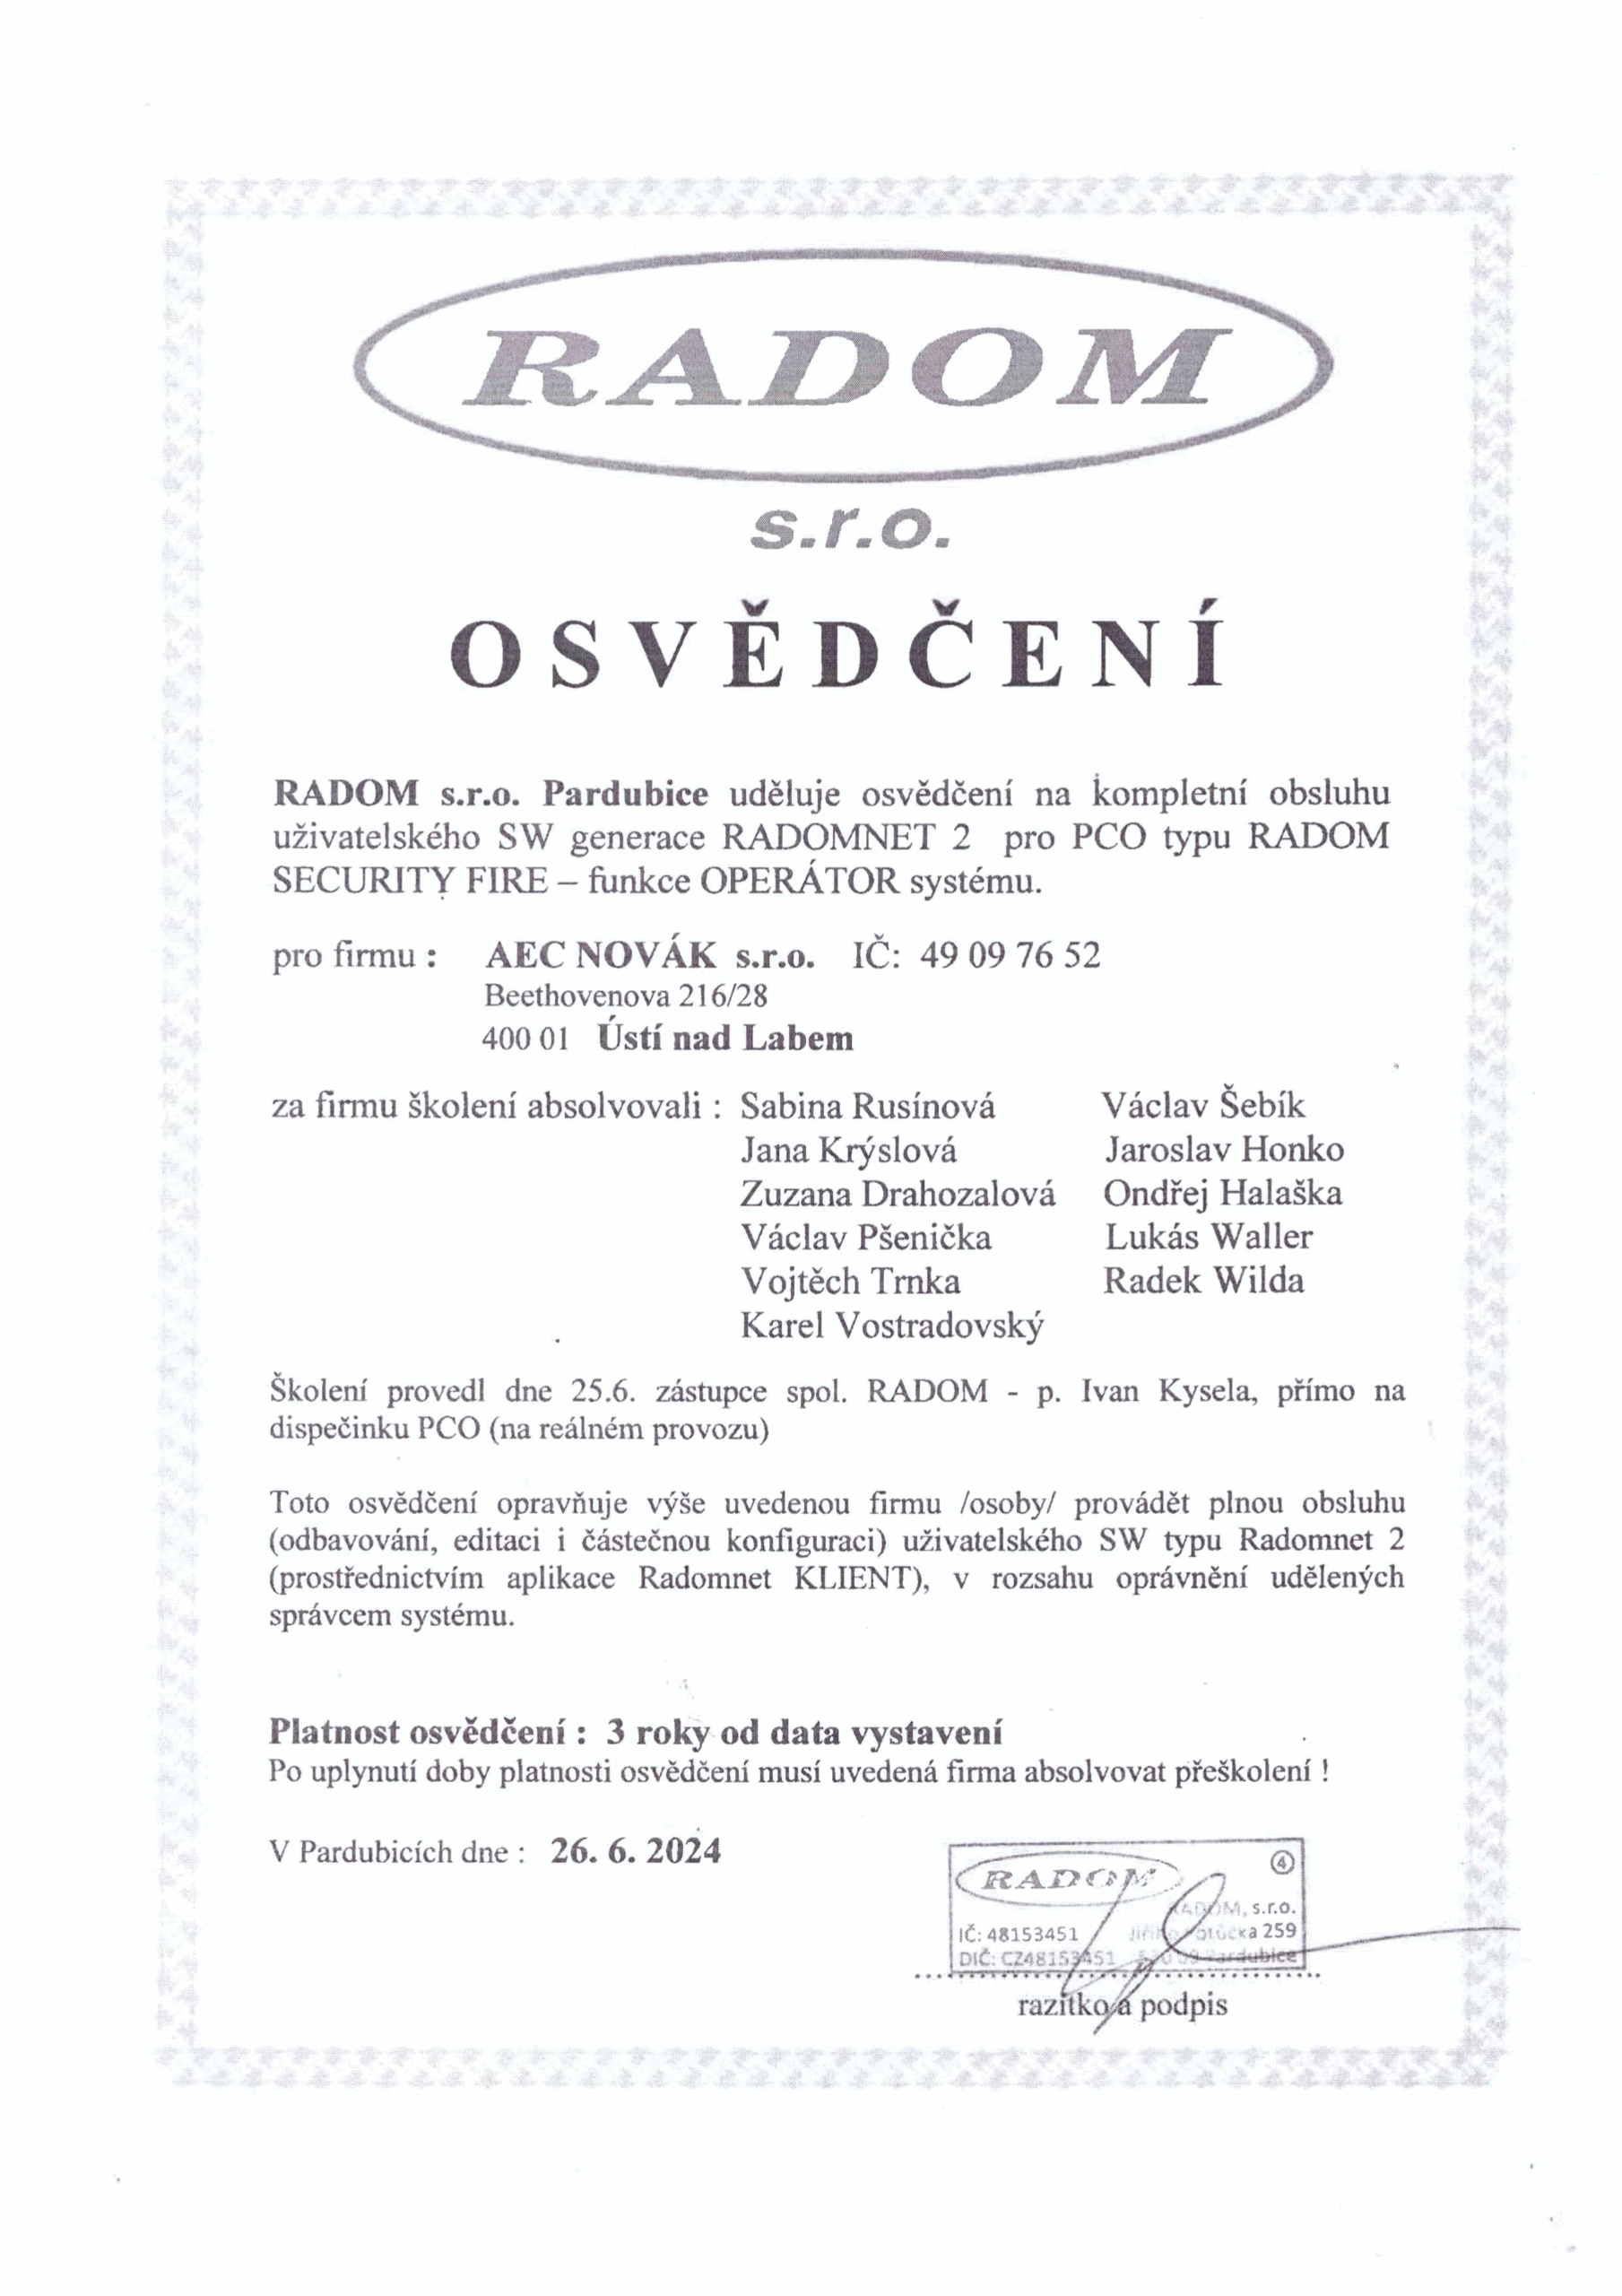 RADOM
s.r.o.
OSVĚDČENÍ
RADOM s.r.o. Pardubice uděluje osvědčení na kompletní obsluhu
uživatelského SW generace RADOMNET 2 pro PCO typu RADOM
SECURITY FIRE – funkce OPERÁTOR systému.
pro firmu : AEC NOVÁK s.r.o. IČ: 49 09 76 52
Beethovenova 216/28
400 01 Ústí nad Labem
za firmu školení absolvovali : Sabina Rusínová Václav Šebík
Jana Krýslová Jaroslav Honko
Zuzana Drahozalová Ondřej Halaška
Václav Pšenička Lukás Waller
Vojtěch Trnka Radek Wilda
Karel Vostradovský
Školení provedl dne 25.6. zástupce spol. RADOM - p. Ivan Kysela, přímo na
dispečinku PCO (na reálném provozu)
Toto osvědčení opravňuje výše uvedenou firmu /osoby/ provádět plnou obsluhu
(odbavování, editaci i částečnou konfiguraci) uživatelského SW typu Radomnet 2
(prostřednictvím aplikace Radomnet KLIENT), v rozsahu oprávnění udělených
správcem systému.
Platnost osvědčení : 3 roky od data vystavení
Po uplynutí doby platnosti osvědčení musí uvedená firma absolvovat přeškolení !
V Pardubicích dne : 26. 6. 2024
RADOM 4
RADOM, s.r.o.
IČ: 48153451 259
DIČ: CZ48153451 Pardubice
razítko a podpis